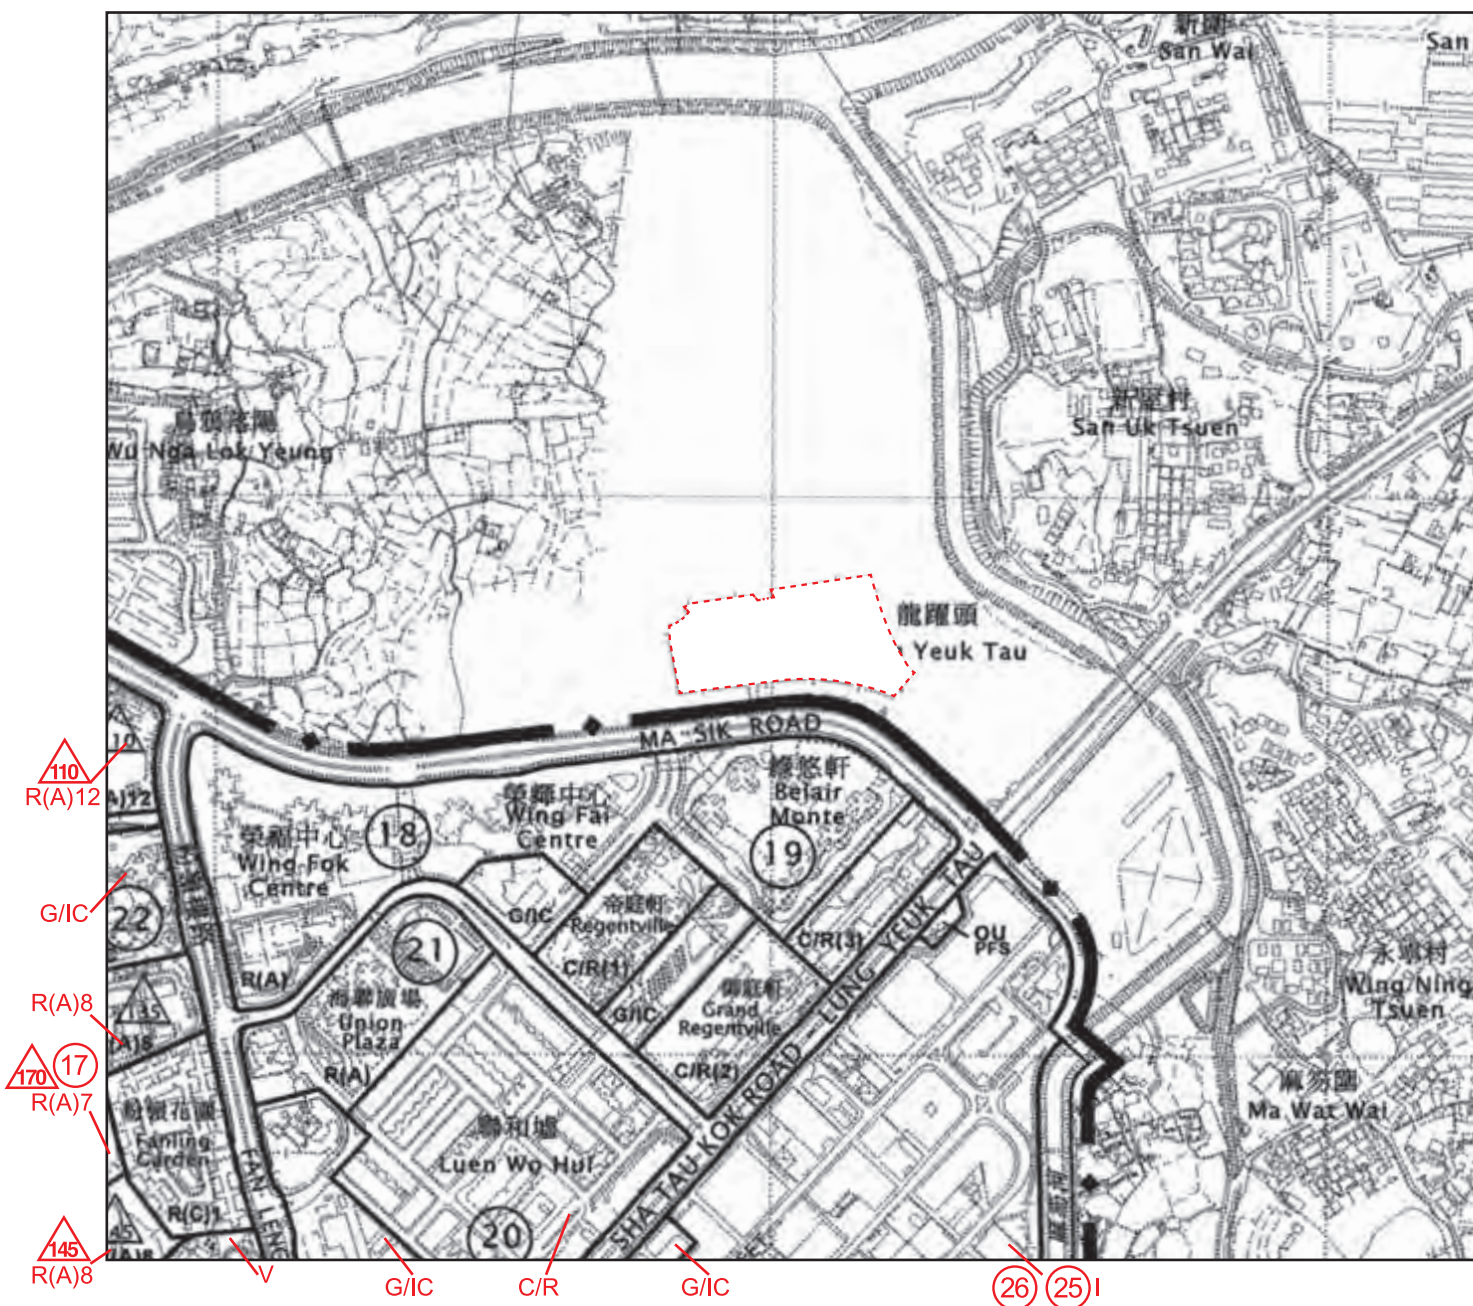 新圍
San Wai
San
烏鴉落陽
Wu Nga Lok Yeung
新屋村
San Uk Tsuen
龍躍頭
Yeuk Tau
MA SIK ROAD
110
R(A)12
10
A)12
綠悠軒
Belair
Monte
榮輝中心
Wing Fai
Centre
榮福中心
Wing Fok
Centre
18
19
G/IC
22
G/IC
帝庭軒
Regentville
C/R(1)
C/R(3)
OU
PFS
永寧村
Wing Ning
Tsuen
21
R(A)
海聯廣場
Union
Plaza
R(A)
G/IC
御庭軒
Grand
Regentville
C/R(2)
R(A)8
135
(A)8
170
17
R(A)7
粉嶺花園
Fanling
Garden
R(C)1
FAN LENG
聯和墟
Luen Wo Hui
20
SHA TAU KOK ROAD LUNG YEUK TAU
麻笏圍
Ma Wat Wai
145
R(A)8
45
V
G/IC
C/R
G/IC
26
25
I